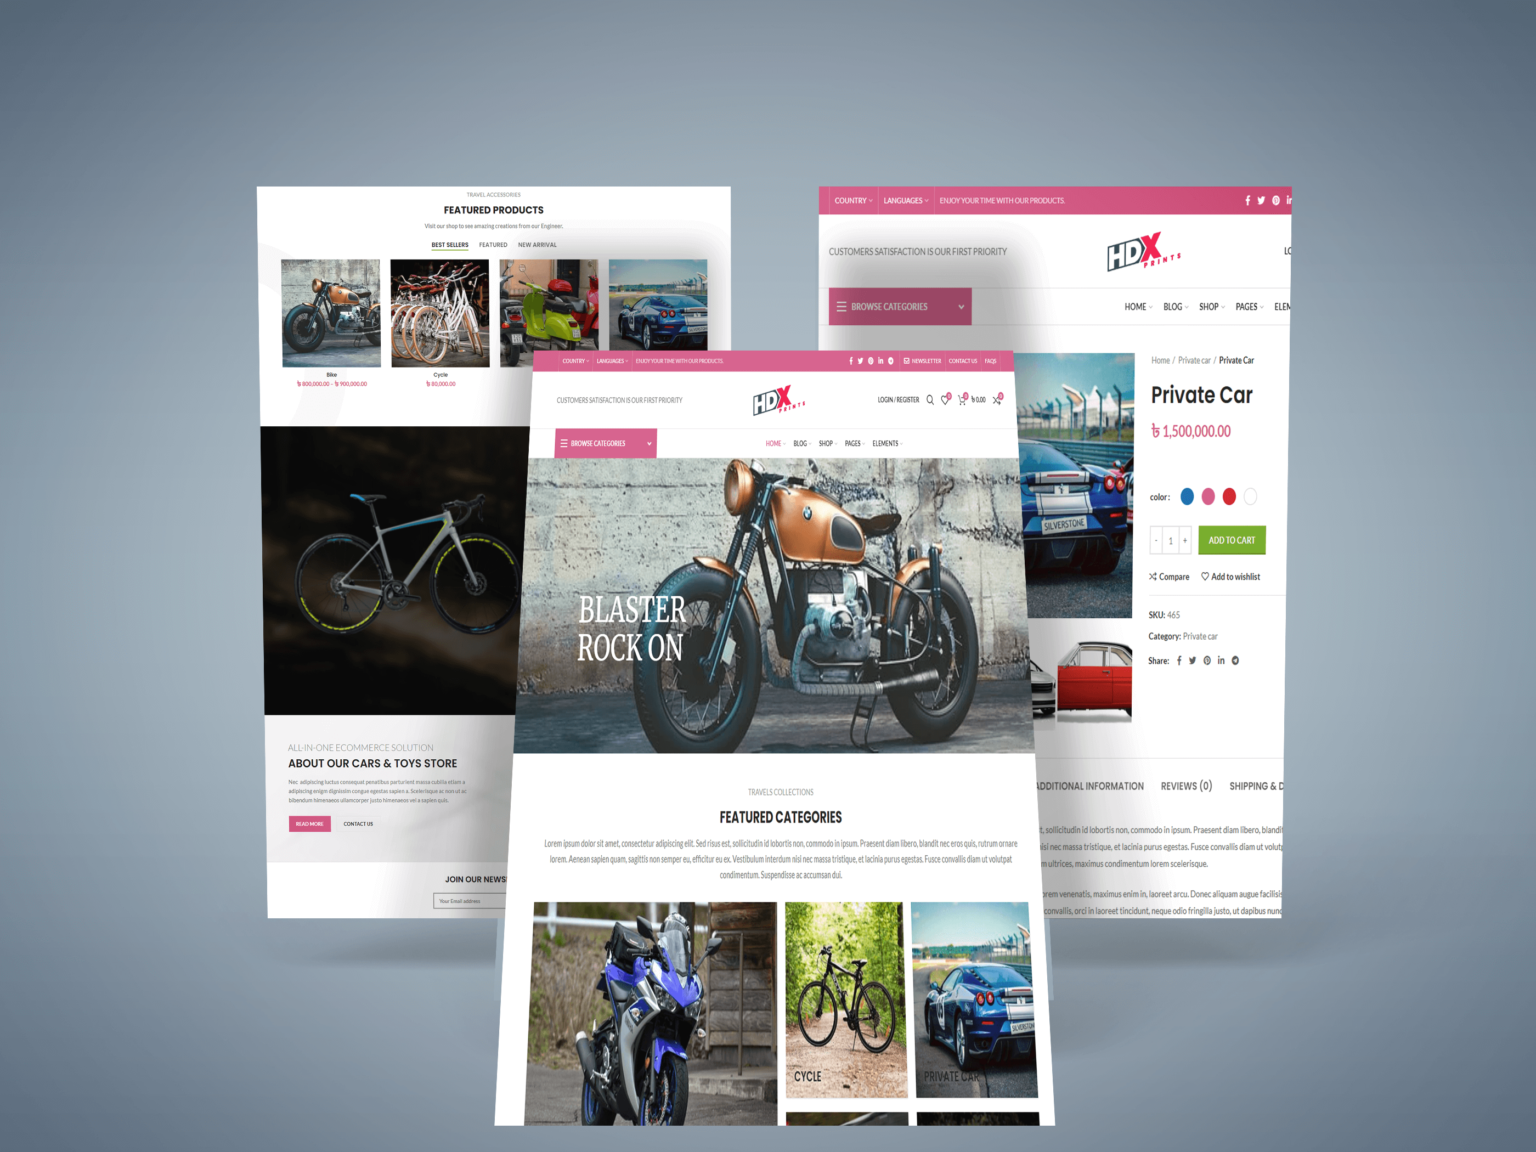 TRAVEL ACCESSORIES
FEATURED PRODUCTS
Visit our shop to see amazing creations from our Engineer.
BEST SELLERS FEATURED NEW ARRIVAL
Bike
৳ 800,000.00 - ৳ 900,000.00
Cycle
৳ 80,000.00
ALL-IN-ONE ECOMMERCE SOLUTION
ABOUT OUR CARS & TOYS STORE
Nec adipiscing luctus consequat penatibus parturient massa cubilia etiam a
adipiscing enigm dignissim congue egestas sapien a. Scelerisque ac non ut ac
bibendum himenaeos ullamcorper justo himenaeos vel a sapien quis.
READ MORE CONTACT US
JOIN OUR NEWS
Your Email address
COUNTRY LANGUAGES ENJOY YOUR TIME WITH OUR PRODUCTS.
CUSTOMERS SATISFACTION IS OUR FIRST PRIORITY
HDX PRINTS
LO
BROWSE CATEGORIES
HOME BLOG SHOP PAGES ELEM
Home / Private car / Private Car
Private Car
৳ 1,500,000.00
SILVERSTONE
color :
- 1 + ADD TO CART
Compare Add to wishlist
SKU: 465
Category: Private car
Share:
ADDITIONAL INFORMATION REVIEWS (0) SHIPPING & D
t, sollicitudin id lobortis non, commodo in ipsum. Praesent diam libero, blandit
nisl nec massa tristique, et lacinia purus egestas. Fusce convallis diam ut volutp
m ultrices, maximus condimentum lorem scelerisque.
orem venenatis, maximus enim in, laoreet arcu. Donec aliquam augue facilisis
convallis, orci in laoreet tincidunt, neque odio fringilla justo, ut dapibus nunc
COUNTRY LANGUAGES ENJOY YOUR TIME WITH OUR PRODUCTS. NEWSLETTER CONTACT US FAQS
CUSTOMERS SATISFACTION IS OUR FIRST PRIORITY
HDX PRINTS
LOGIN / REGISTER 0 0 ৳ 0.00 0
BROWSE CATEGORIES
HOME BLOG SHOP PAGES ELEMENTS
BLASTER
ROCK ON
TRAVELS COLLECTIONS
FEATURED CATEGORIES
Lorem ipsum dolor sit amet, consectetur adipiscing elit. Sed risus est, sollicitudin id lobortis non, commodo in ipsum. Praesent diam libero, blandit nec eros quis, rutrum ornare
lorem. Aenean sapien quam, sagittis non semper eu, efficitur eu ex. Vestibulum interdum nisl nec massa tristique, et lacinia purus egestas. Fusce convallis diam ut volutpat
condimentum. Suspendisse ac accumsan dui.
SILVERSTONE
CYCLE
PRIVATE CAR